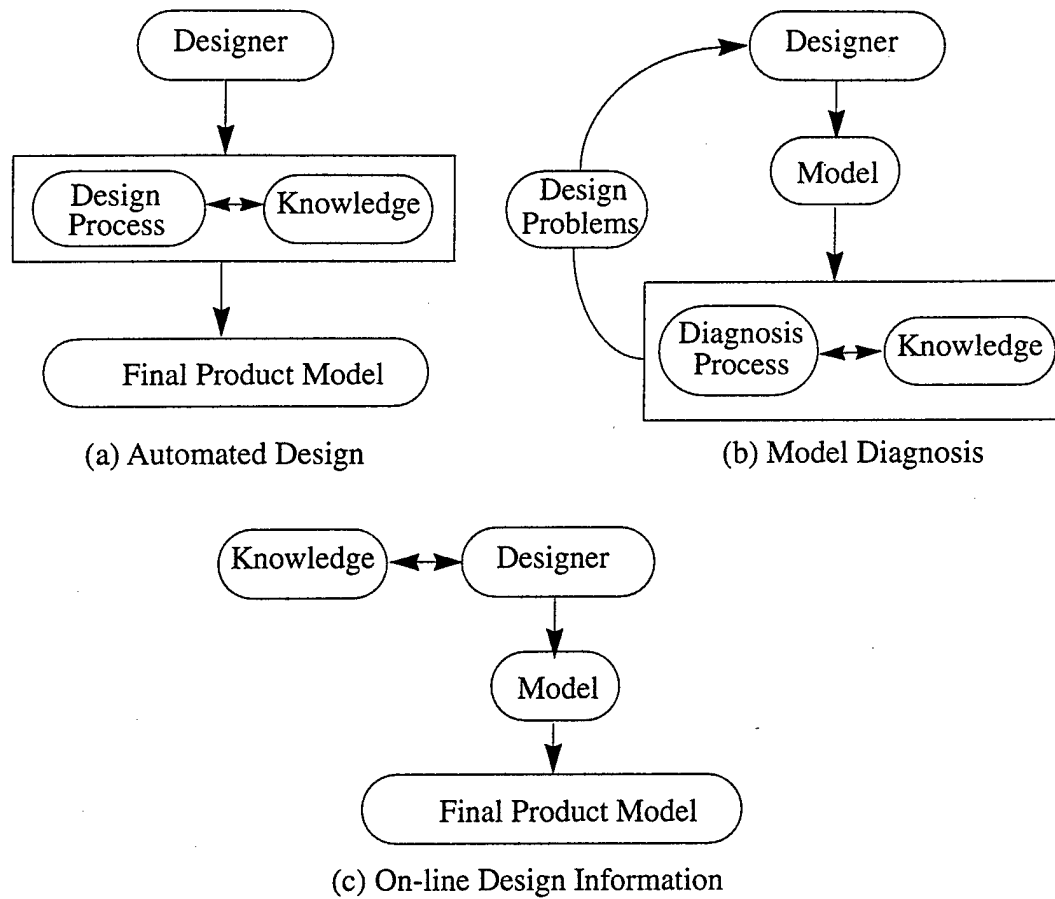 Designer
Design
Process
Knowledge
Final Product Model
(a) Automated Design
Designer
Model
Design
Problems
Diagnosis
Process
Knowledge
(b) Model Diagnosis
Knowledge
Designer
Model
Final Product Model
(c) On-line Design Information